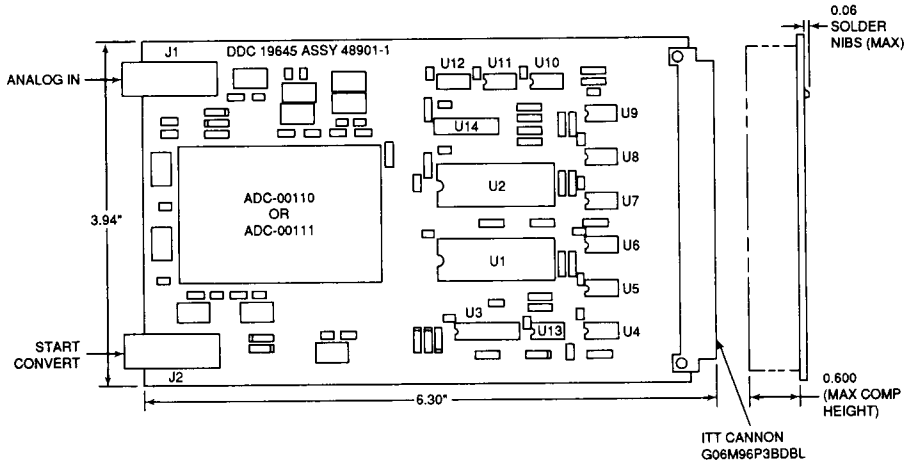 0.06
SOLDER
NIBS (MAX)
DDC 19645 ASSY 48901-1
J1
ANALOG IN
U12
U11
U10
U9
U14
U8
U2
ADC-00110
OR
ADC-00111
U7
3.94"
U6
U1
U5
U3
U13
U4
START
CONVERT
J2
6.30"
0.600
(MAX COMP
HEIGHT)
ITT CANNON
G06M96P3BDBL